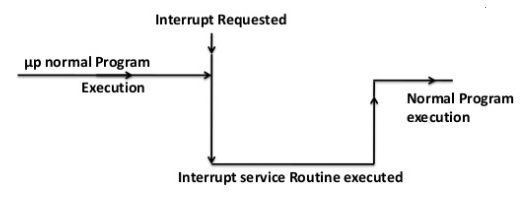 Interrupt Requested
µp normal Program
Execution
Normal Program
execution
Interrupt service Routine executed